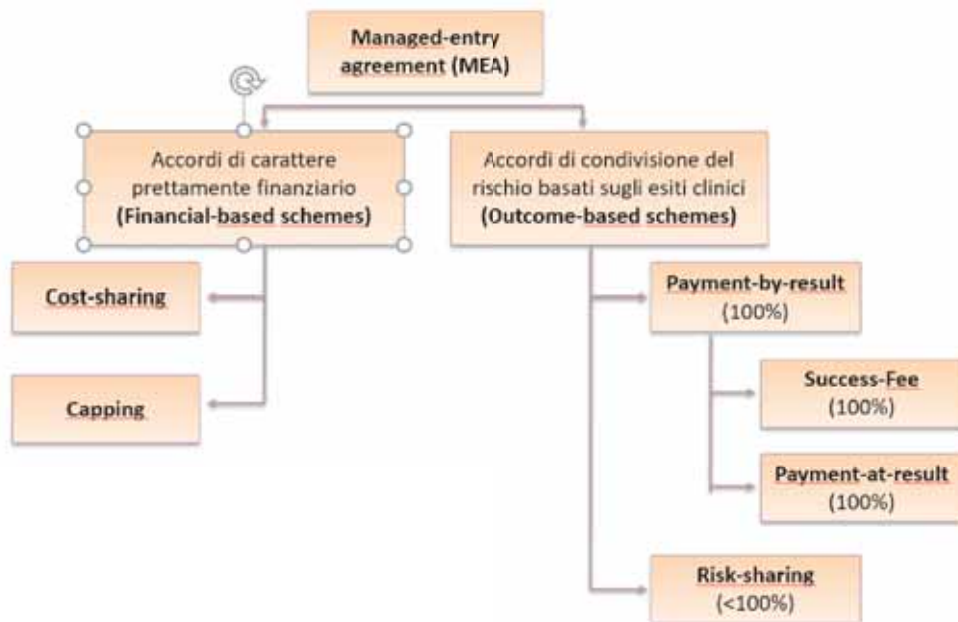 Managed-entry
agreement (MEA)
Accordi di carattere
prettamente finanziario
(Financial-based schemes)
Accordi di condivisione del
rischio basati sugli esiti clinici
(Outcome-based schemes)
Cost-sharing
Capping
Payment-by-result
(100%)
Success-Fee
(100%)
Payment-at-result
(100%)
Risk-sharing
(<100%)